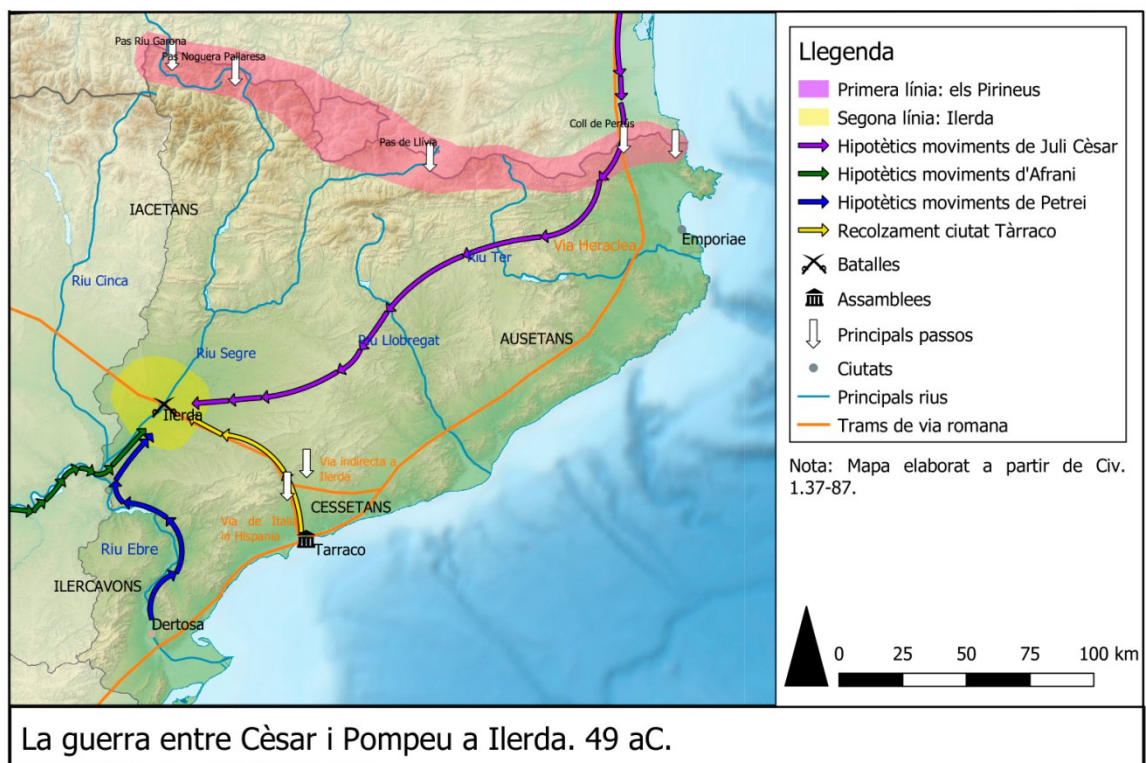 Pas Riu Garona
Pas Noguera Pallaresa
Coll de Pertús
Pas de Llívia
IACETANS
Emporiae
Via Heraclea
Riu Ter
Riu Cinca
AUSETANS
Riu Llobregat
Riu Segre
Ilerda
Via indirecta a
Ilerda
CESSETANS
Via de Italia
in Hispania
Tarraco
Riu Ebre
ILERCAVONS
Dertosa
Llegenda
Primera línia: els Pirineus
Segona línia: Ilerda
Hipotètics moviments de Juli Cèsar
Hipotètics moviments d'Afrani
Hipotètics moviments de Petrei
Recolzament ciutat Tàrraco
Batalles
Assamblees
Principals passos
Ciutats
Principals rius
Trams de via romana
Nota: Mapa elaborat a partir de Civ.
1.37-87.
0 25 50 75 100 km
La guerra entre Cèsar i Pompeu a Ilerda. 49 aC.